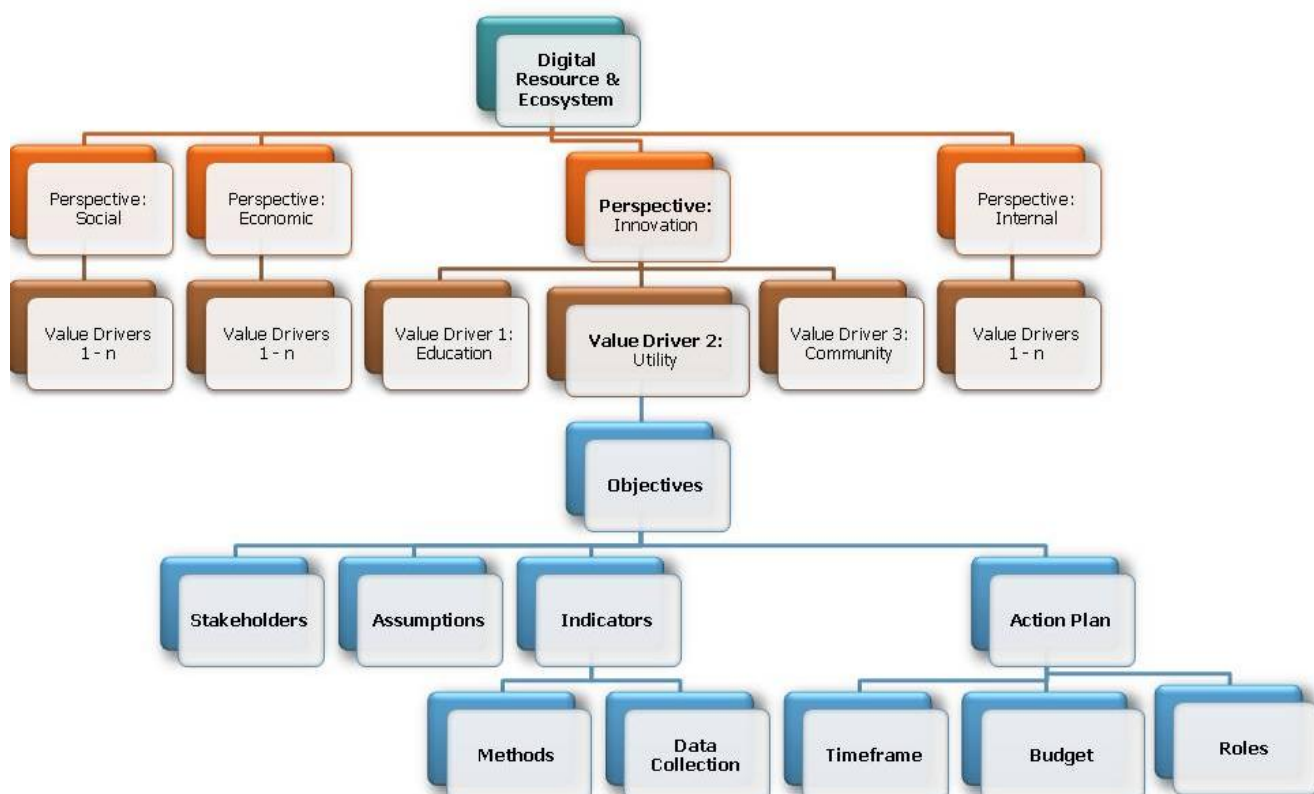 Digital
Resource &
Ecosystem
Perspective:
Social
Perspective:
Economic
Perspective:
Innovation
Perspective:
Internal
Value Drivers
1 - n
Value Drivers
1 - n
Value Driver 1:
Education
Value Driver 2:
Utility
Value Driver 3:
Community
Value Drivers
1 - n
Objectives
Stakeholders
Assumptions
Indicators
Action Plan
Methods
Data
Collection
Timeframe
Budget
Roles